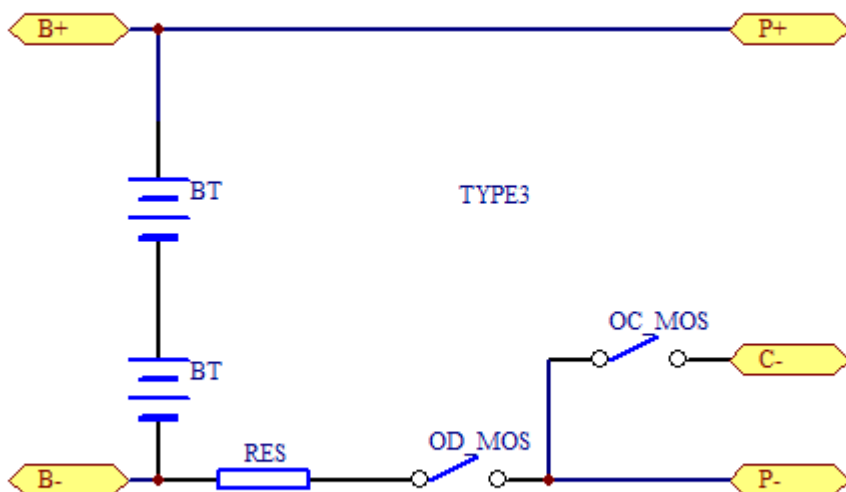 B+
P+
BT
TYPE3
OC_MOS
BT
C-
RES
OD_MOS
B-
P-